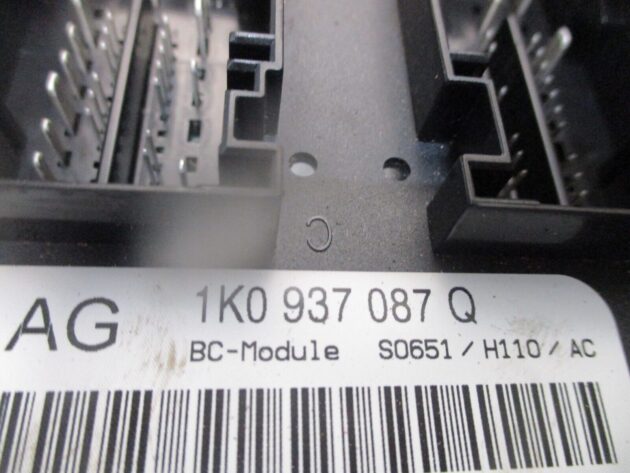 AG 1K0 937 087 Q
BC-Module S0651 / H110 / AC